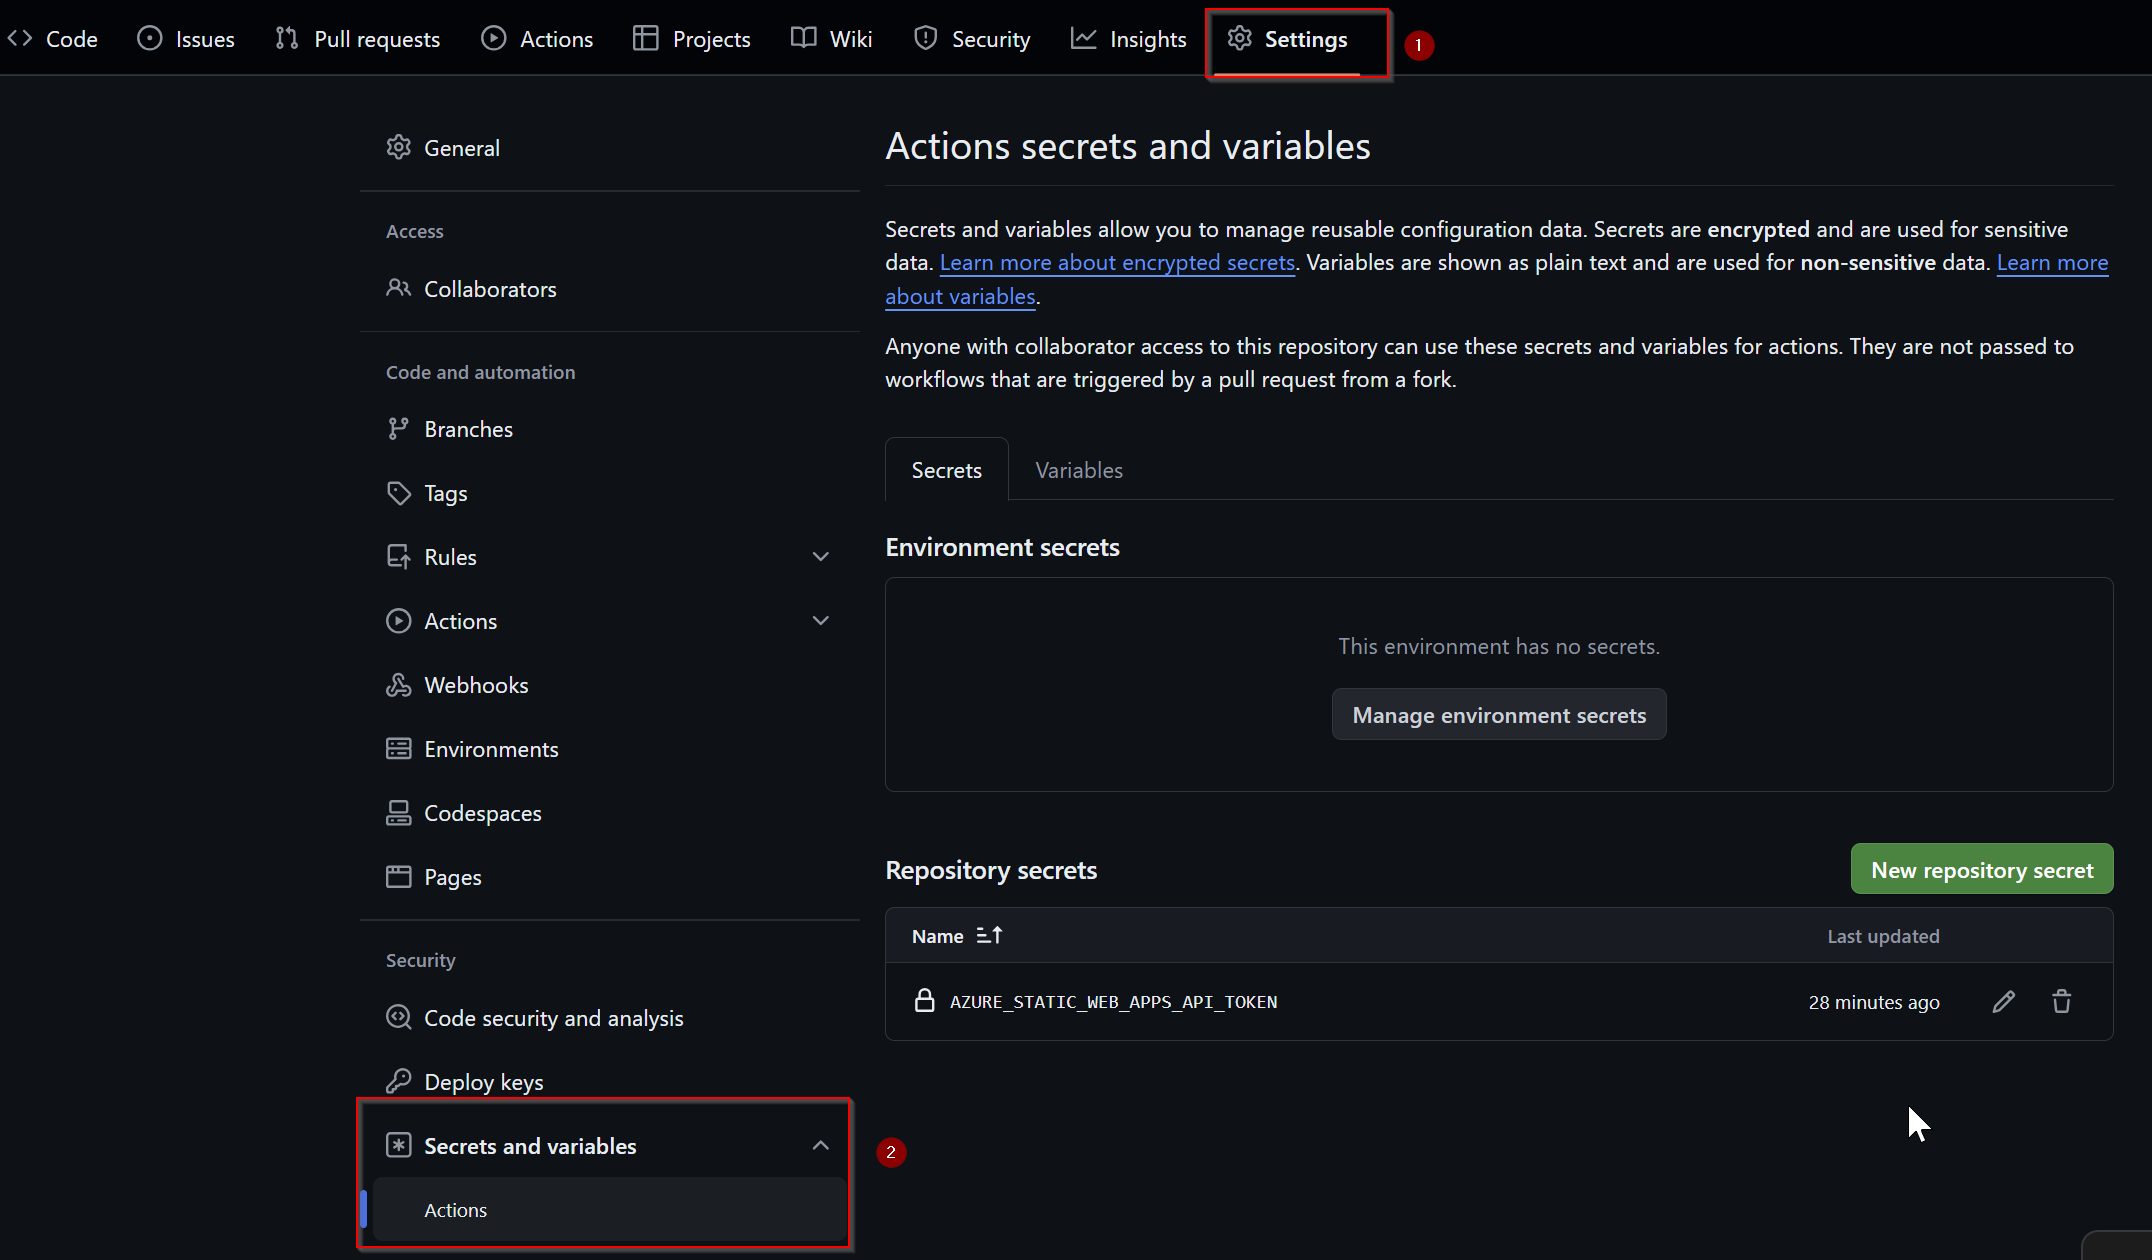 Code Issues Pull requests Actions Projects Wiki Security Insights Settings 1
General
Access
Collaborators
Code and automation
Branches
Tags
Rules
Actions
Webhooks
Environments
Codespaces
Pages
Security
Code security and analysis
Deploy keys
Secrets and variables 2
Actions
Actions secrets and variables
Secrets and variables allow you to manage reusable configuration data. Secrets are encrypted and are used for sensitive
data. Learn more about encrypted secrets. Variables are shown as plain text and are used for non-sensitive data. Learn more
about variables.
Anyone with collaborator access to this repository can use these secrets and variables for actions. They are not passed to
workflows that are triggered by a pull request from a fork.
Secrets Variables
Environment secrets
This environment has no secrets.
Manage environment secrets
Repository secrets New repository secret
Name Last updated
AZURE_STATIC_WEB_APPS_API_TOKEN 28 minutes ago